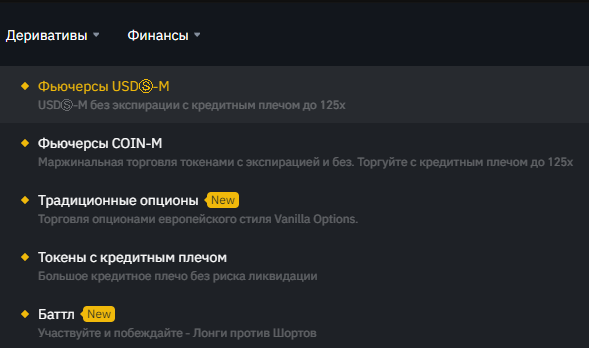 Деривативы Финансы
Фьючерсы USDⓈ-M
USDⓈ-M без экспирации с кредитным плечом до 125x
Фьючерсы COIN-M
Маржинальная торговля токенами с экспирацией и без. Торгуйте с кредитным плечом до 125x
Традиционные опционы New
Торговля опционами европейского стиля Vanilla Options.
Токены с кредитным плечом
Большое кредитное плечо без риска ликвидации
Баттл New
Участвуйте и побеждайте - Лонги против Шортов